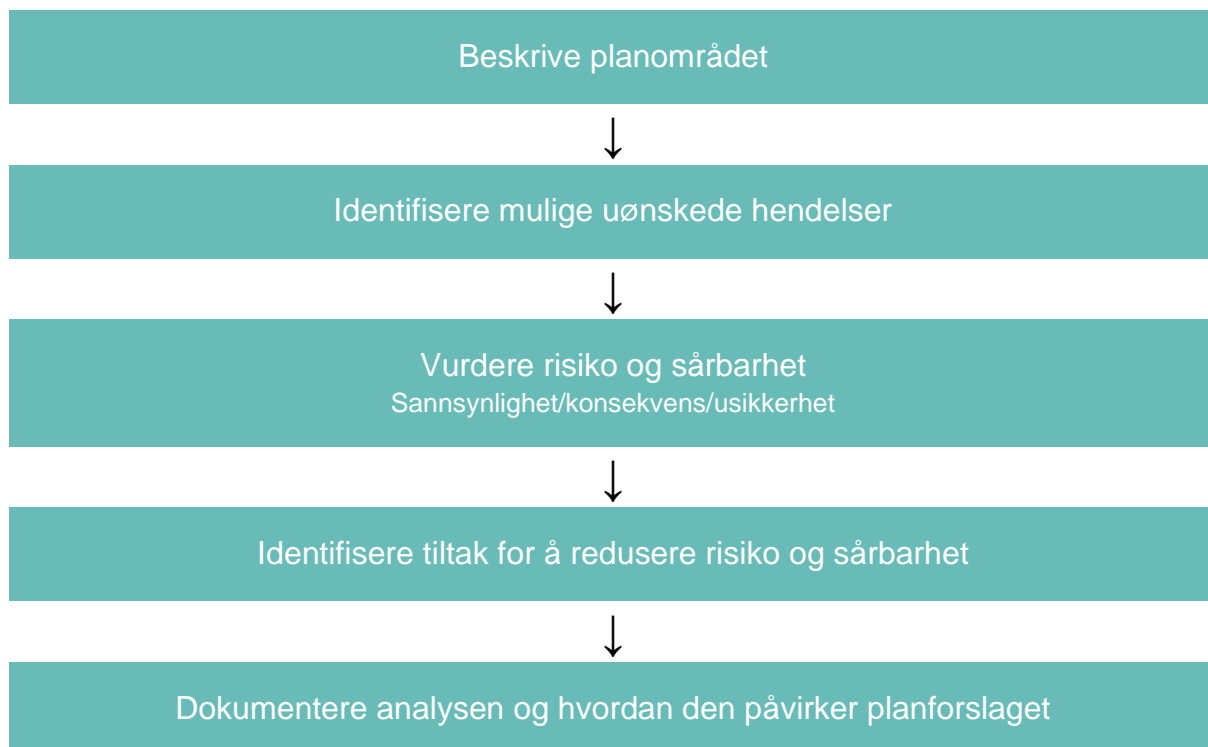 Beskrive planområdet
↓
Identifisere mulige uønskede hendelser
↓
Vurdere risiko og sårbarhet
Sannsynlighet/konsekvens/usikkerhet
↓
Identifisere tiltak for å redusere risiko og sårbarhet
↓
Dokumentere analysen og hvordan den påvirker planforslaget